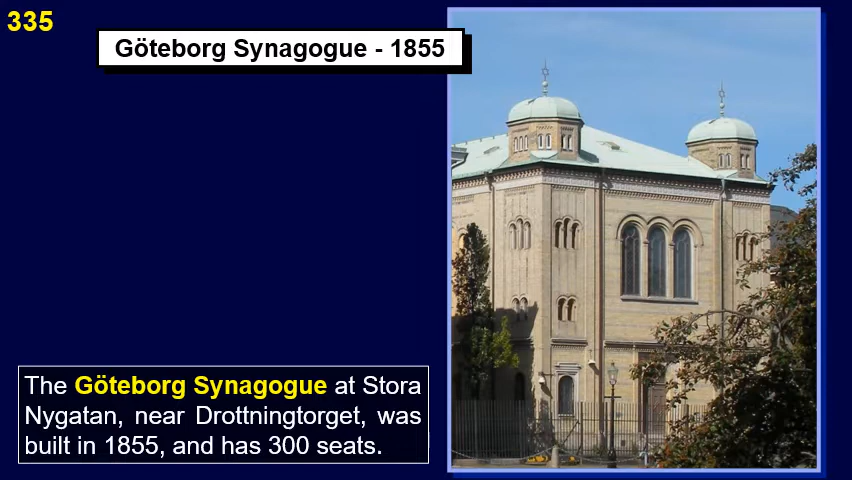 335
Göteborg Synagogue - 1855
The Göteborg Synagogue at Stora
Nygatan, near Drottningtorget, was
built in 1855, and has 300 seats.